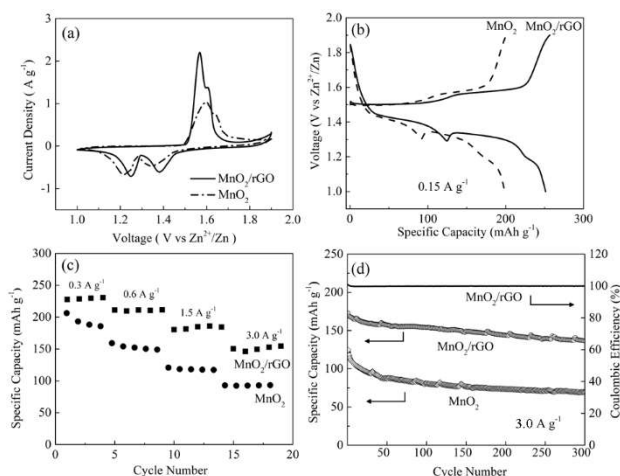 (a)
Current Density ( A g⁻¹)
3
2
1
0
-1
MnO₂/rGO
MnO₂
1.0 1.2 1.4 1.6 1.8 2.0
Voltage ( V vs Zn²⁺/Zn)
(b)
MnO₂ MnO₂/rGO
Voltage (V vs Zn²⁺/Zn)
2.0
1.8
1.6
1.4
1.2
1.0
0.8
0.15 A g⁻¹
0 50 100 150 200 250 300
Specific Capacity (mAh g⁻¹)
(c)
Specific Capacity (mAh g⁻¹)
300
250
200
150
100
50
0
0.3 A g⁻¹
0.6 A g⁻¹
1.5 A g⁻¹
3.0 A g⁻¹
MnO₂/rGO
MnO₂
0 5 10 15 20
Cycle Number
(d)
Specific Capacity (mAh g⁻¹)
250
200
150
100
50
0
MnO₂/rGO
MnO₂/rGO
MnO₂
3.0 A g⁻¹
50 100 150 200 250 300
Cycle Number
120
100
80
60
40
20
0
Coulombic Efficiency (%)